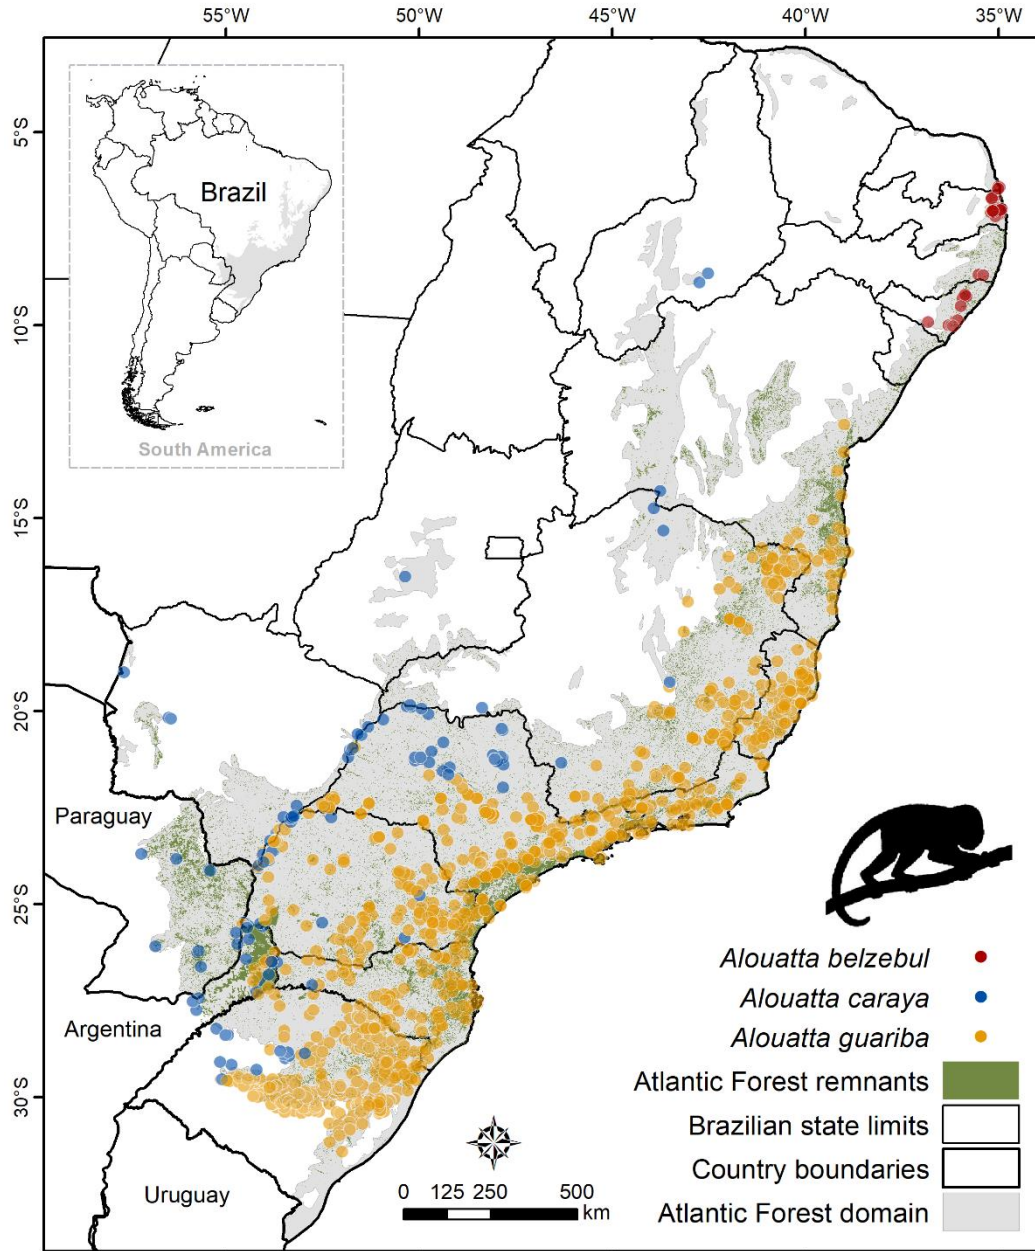 55°W 50°W 45°W 40°W 35°W
5°S
10°S
15°S
20°S
25°S
30°S
Brazil
South America
Paraguay
Argentina
Uruguay
Alouatta belzebul
Alouatta caraya
Alouatta guariba
Atlantic Forest remnants
Brazilian state limits
Country boundaries
Atlantic Forest domain
0 125 250 500
km